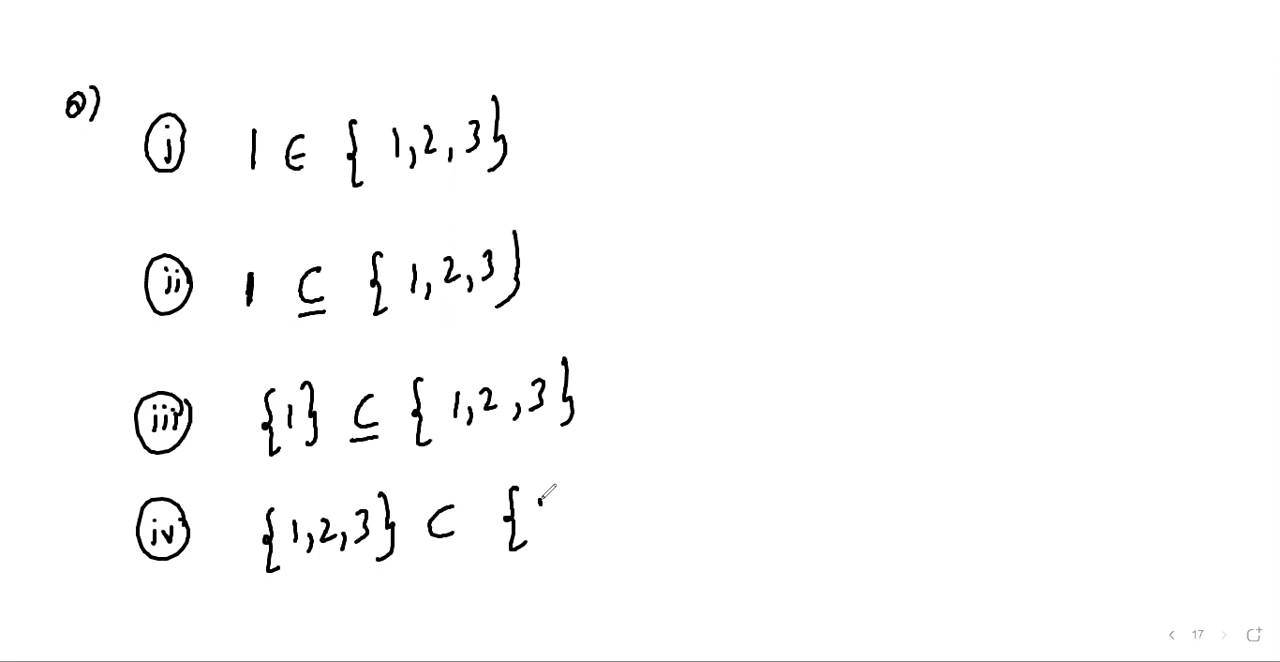 Q)
(i) 1 ∈ {1,2,3}
(ii) 1 ⊆ {1,2,3}
(iii) {1} ⊆ {1,2,3}
(iv) {1,2,3} ⊂ {
< 17 >